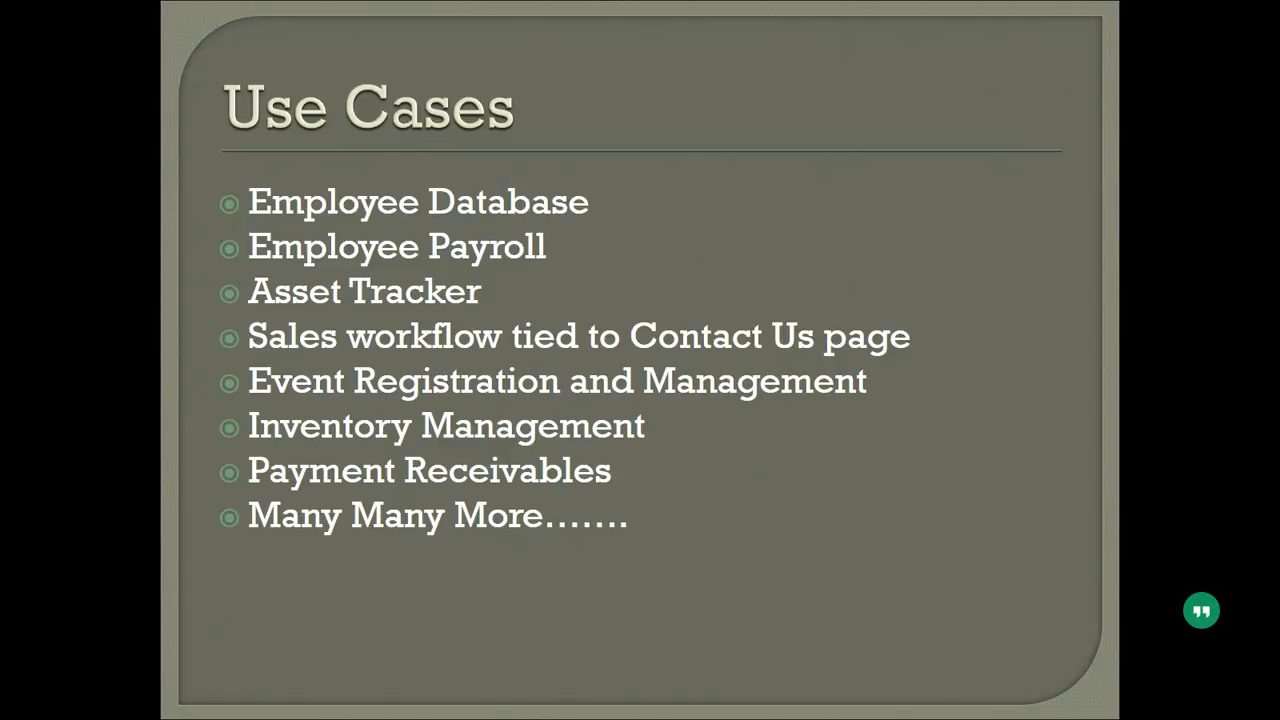 Use Cases
Employee Database
Employee Payroll
Asset Tracker
Sales workflow tied to Contact Us page
Event Registration and Management
Inventory Management
Payment Receivables
Many Many More.......